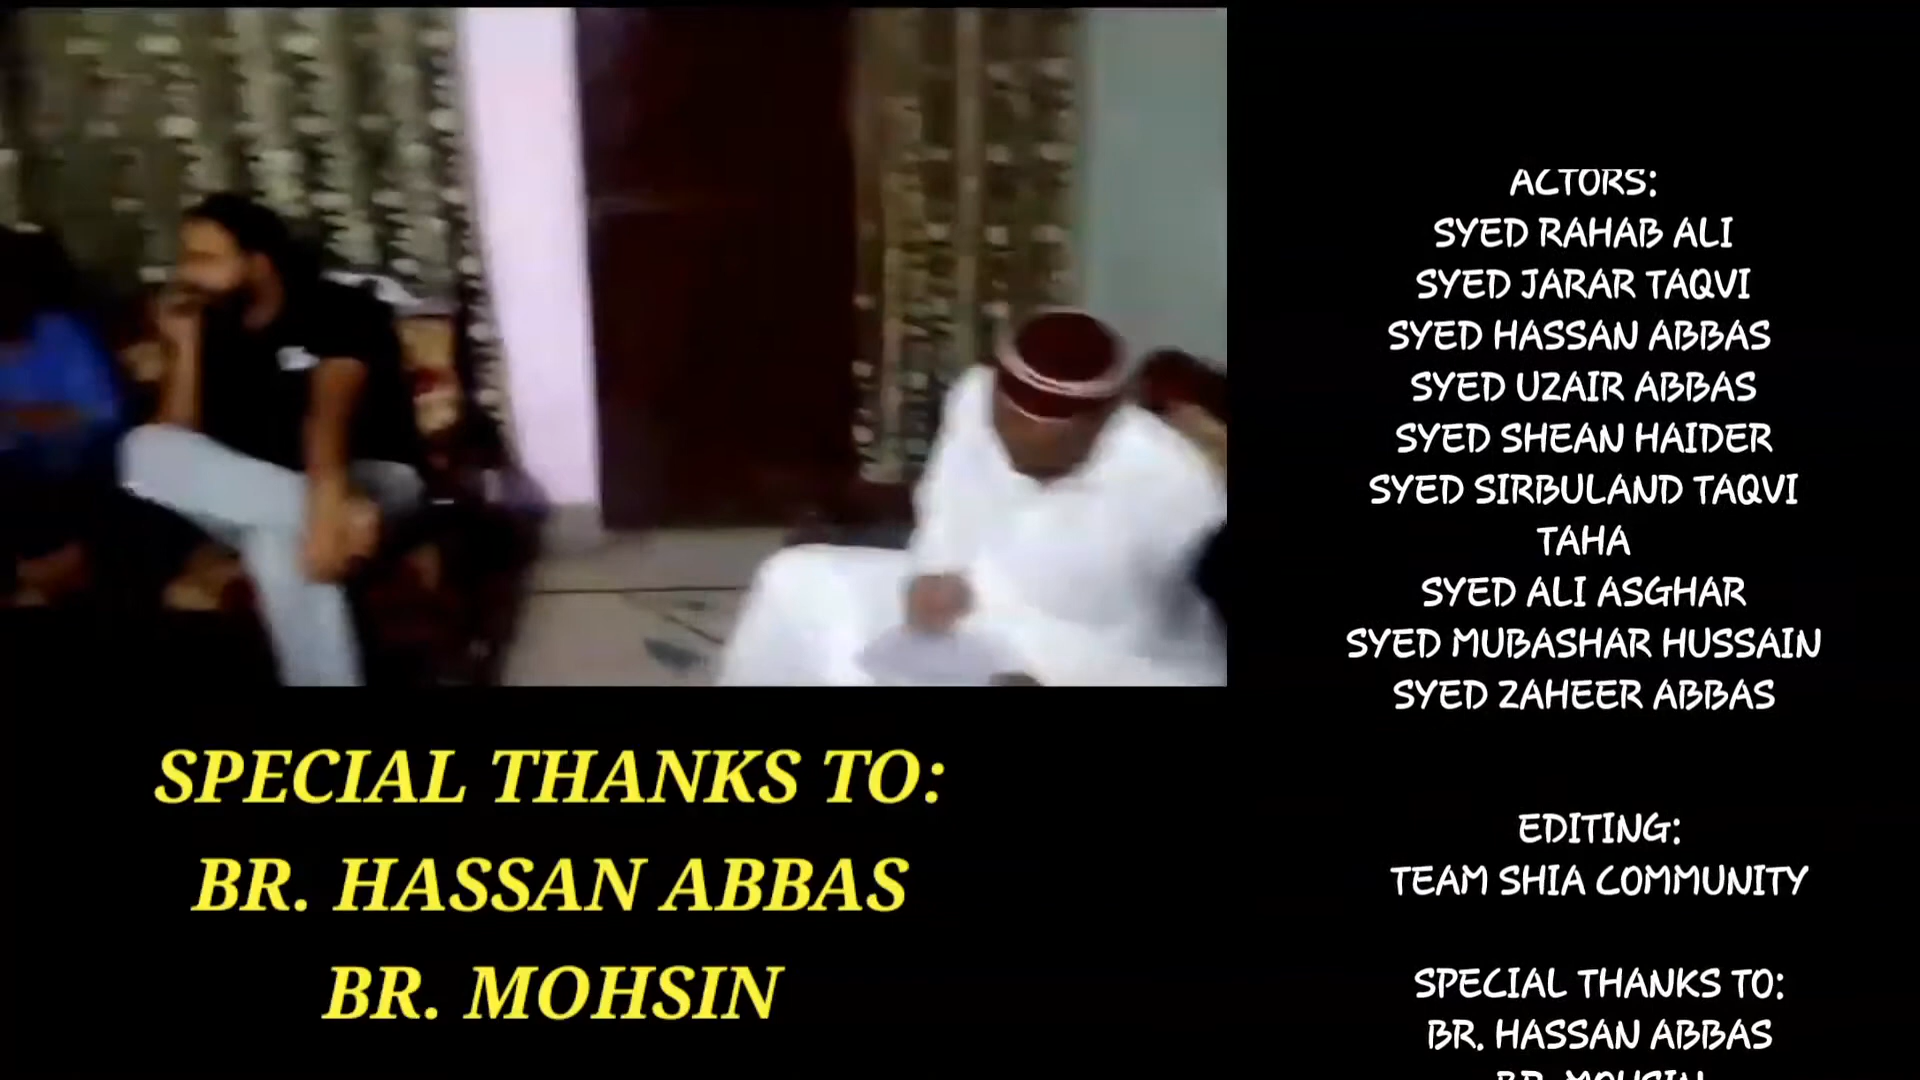 SPECIAL THANKS TO:
BR. HASSAN ABBAS
BR. MOHSIN
ACTORS:
SYED RAHAB ALI
SYED JARAR TAQVI
SYED HASSAN ABBAS
SYED UZAIR ABBAS
SYED SHEAN HAIDER
SYED SIRBULAND TAQVI
TAHA
SYED ALI ASGHAR
SYED MUBASHAR HUSSAIN
SYED ZAHEER ABBAS
EDITING:
TEAM SHIA COMMUNITY
SPECIAL THANKS TO:
BR. HASSAN ABBAS
BR. MOHSIN